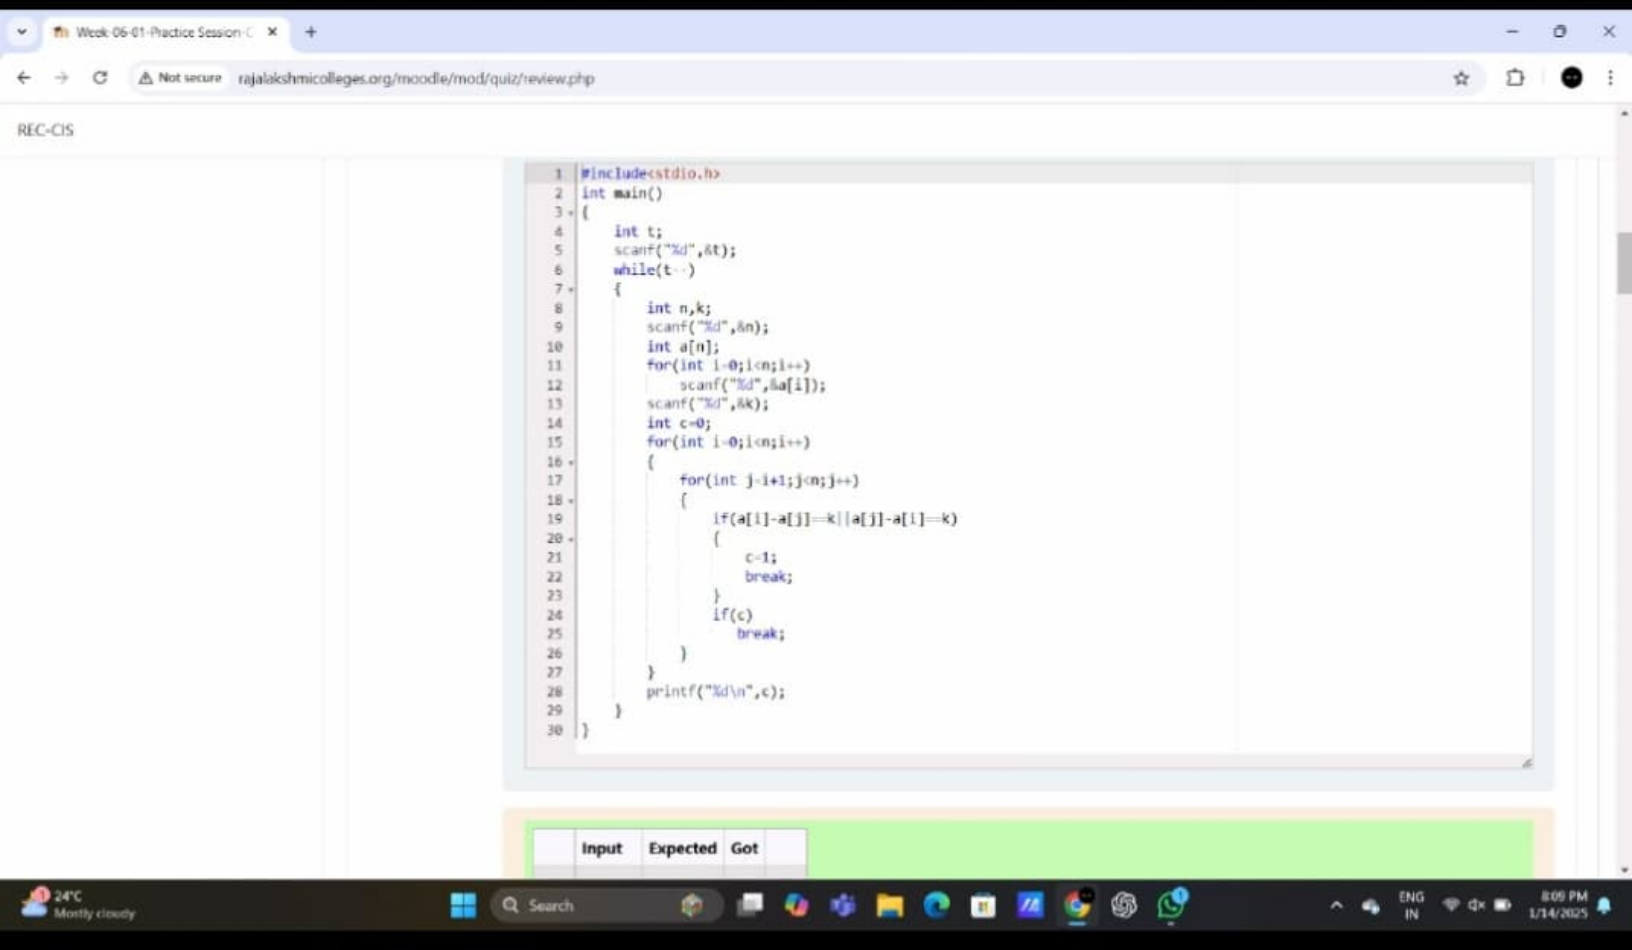 Week-06-01-Practice Session-C
Not secure
rajalakshmicolleges.org/moodle/mod/quiz/review.php
REC-CIS
1 #include<stdio.h>
2 int main()
3 {
4 int t;
5 scanf("%d",&t);
6 while(t--)
7 {
8 int n,k;
9 scanf("%d",&n);
10 int a[n];
11 for(int i=0;i<n;i++)
12 scanf("%d",&a[i]);
13 scanf("%d",&k);
14 int c=0;
15 for(int i=0;i<n;i++)
16 {
17 for(int j=i+1;j<n;j++)
18 {
19 if(a[i]-a[j]==k||a[j]-a[i]==k)
20 {
21 c=1;
22 break;
23 }
24 if(c)
25 break;
26 }
27 }
28 printf("%d\n",c);
29 }
30 }
Input Expected Got
24°C
Mostly cloudy
Search
ENG
IN
8:09 PM
1/14/2025